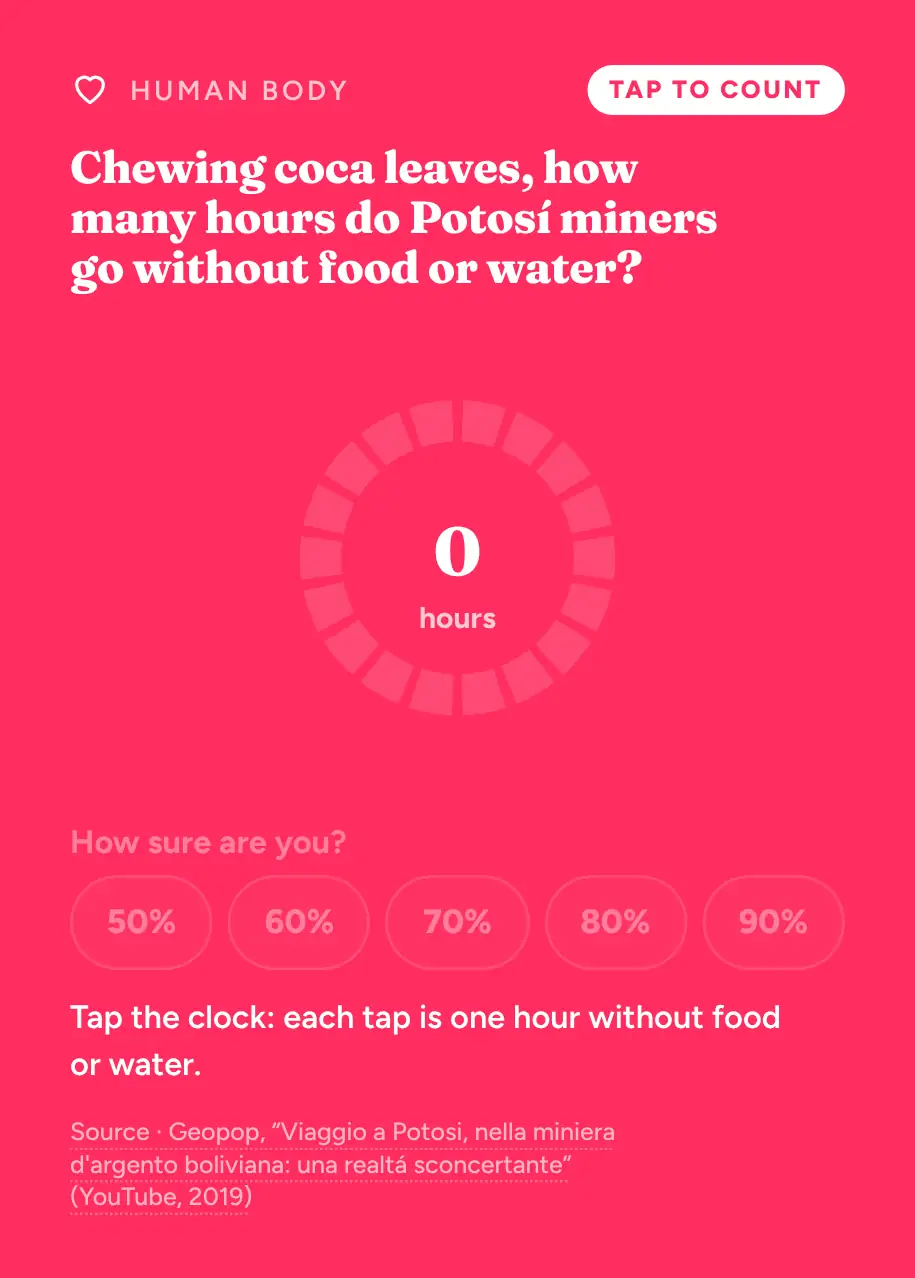 HUMAN BODY
TAP TO COUNT
Chewing coca leaves, how
many hours do Potosí miners
go without food or water?
0
hours
How sure are you?
50% 60% 70% 80% 90%
Tap the clock: each tap is one hour without food
or water.
Source · Geopop, “Viaggio a Potosi, nella miniera
d'argento boliviana: una realtá sconcertante”
(YouTube, 2019)